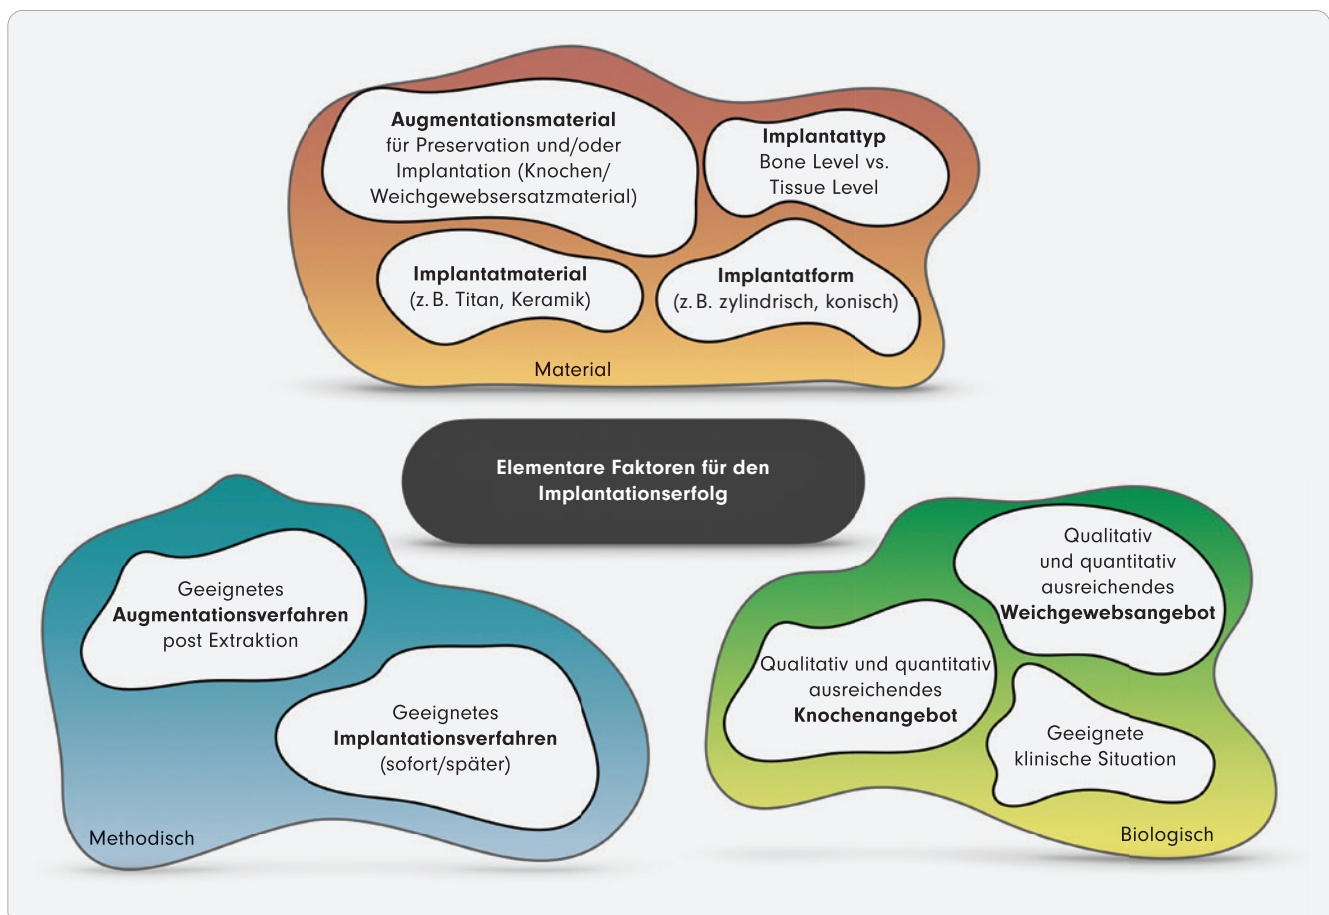 Augmentationsmaterial
für Preservation und/oder
Implantation (Knochen/
Weichgewebsersatzmaterial)
Implantattyp
Bone Level vs.
Tissue Level
Implantatmaterial
(z. B. Titan, Keramik)
Implantatform
(z. B. zylindrisch, konisch)
Material
Elementare Faktoren für den
Implantationserfolg
Geeignetes
Augmentationsverfahren
post Extraktion
Geeignetes
Implantationsverfahren
(sofort/später)
Methodisch
Qualitativ
und quantitativ
ausreichendes
Weichgewebsangebot
Qualitativ und quantitativ
ausreichendes
Knochenangebot
Geeignete
klinische Situation
Biologisch